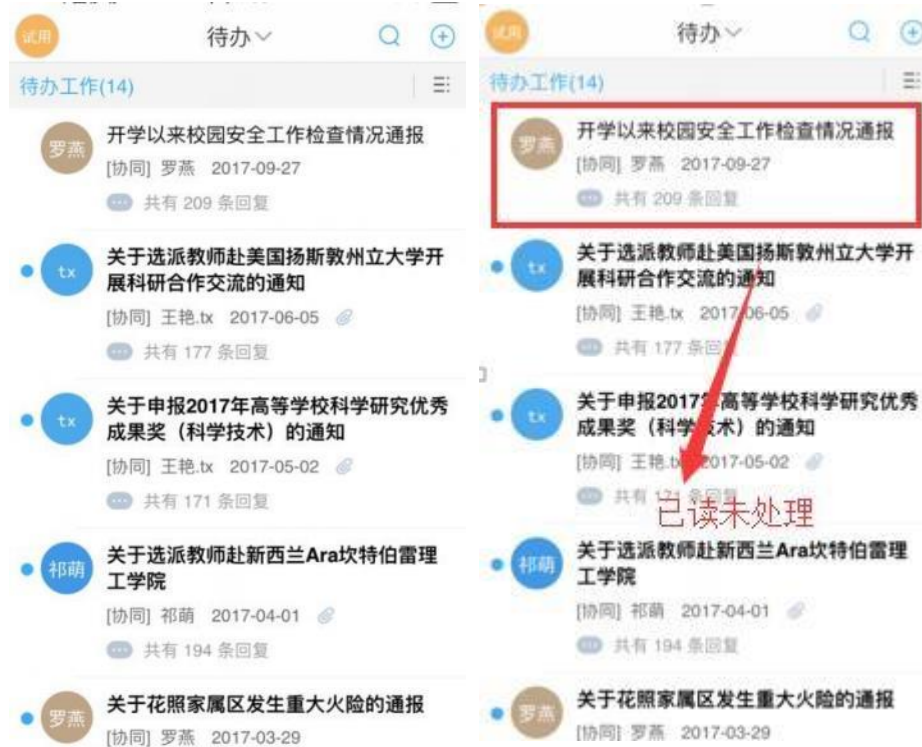 试用
待办
待办工作(14)
罗燕
开学以来校园安全工作检查情况通报
[协同] 罗燕 2017-09-27
共有 209 条回复
tx
关于选派教师赴美国扬斯敦州立大学开
展科研合作交流的通知
[协同] 王艳.tx 2017-06-05
共有 177 条回复
tx
关于申报2017年高等学校科学研究优秀
成果奖（科学技术）的通知
[协同] 王艳.tx 2017-05-02
共有 171 条回复
祁萌
关于选派教师赴新西兰Ara坎特伯雷理
工学院
[协同] 祁萌 2017-04-01
共有 194 条回复
罗燕
关于花照家属区发生重大火险的通报
[协同] 罗燕 2017-03-29
试用
待办
待办工作(14)
罗燕
开学以来校园安全工作检查情况通报
[协同] 罗燕 2017-09-27
共有 209 条回复
tx
关于选派教师赴美国扬斯敦州立大学开
展科研合作交流的通知
[协同] 王艳.tx 2017-06-05
共有 177 条回
tx
关于申报2017年高等学校科学研究优秀
成果奖（科学技术）的通知
[协同] 王艳.tx 2017-05-02
共有 171 条回复
已读未处理
祁萌
关于选派教师赴新西兰Ara坎特伯雷理
工学院
[协同] 祁萌 2017-04-01
共有 194 条回复
罗燕
关于花照家属区发生重大火险的通报
[协同] 罗燕 2017-03-29